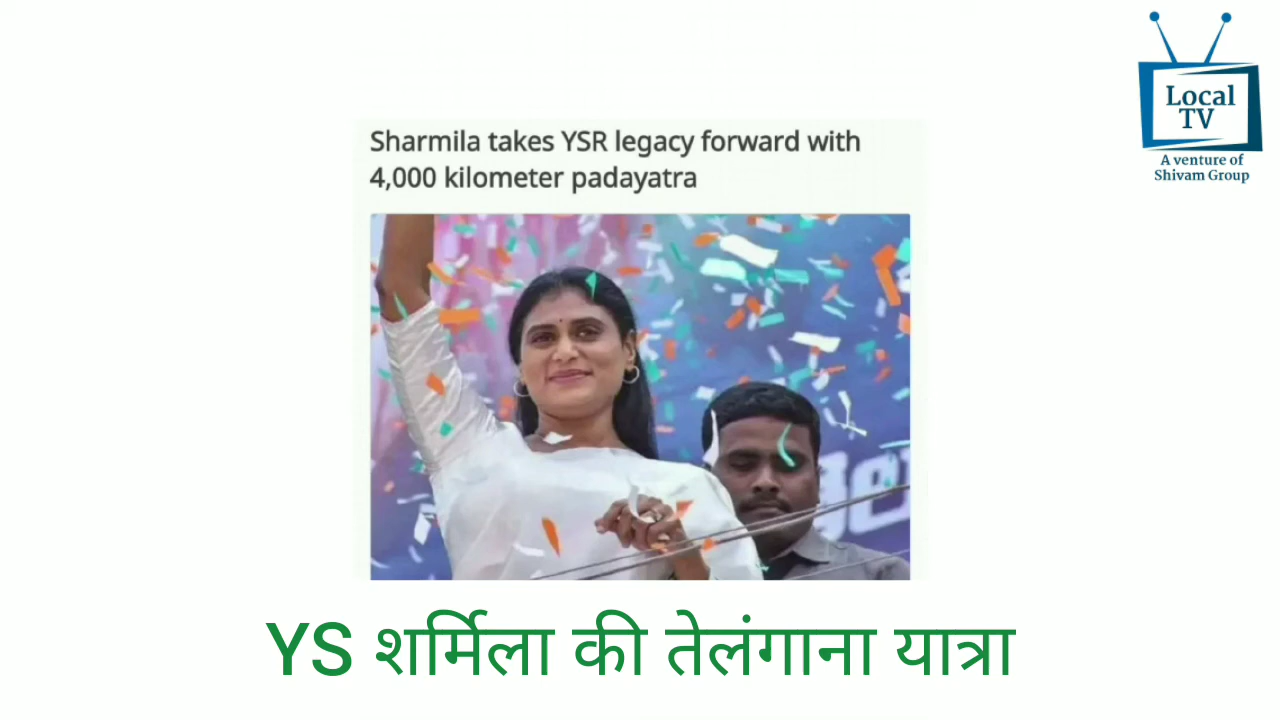 Local
TV
A venture of
Shivam Group
Sharmila takes YSR legacy forward with
4,000 kilometer padayatra
YS शर्मिला की तेलंगाना यात्रा